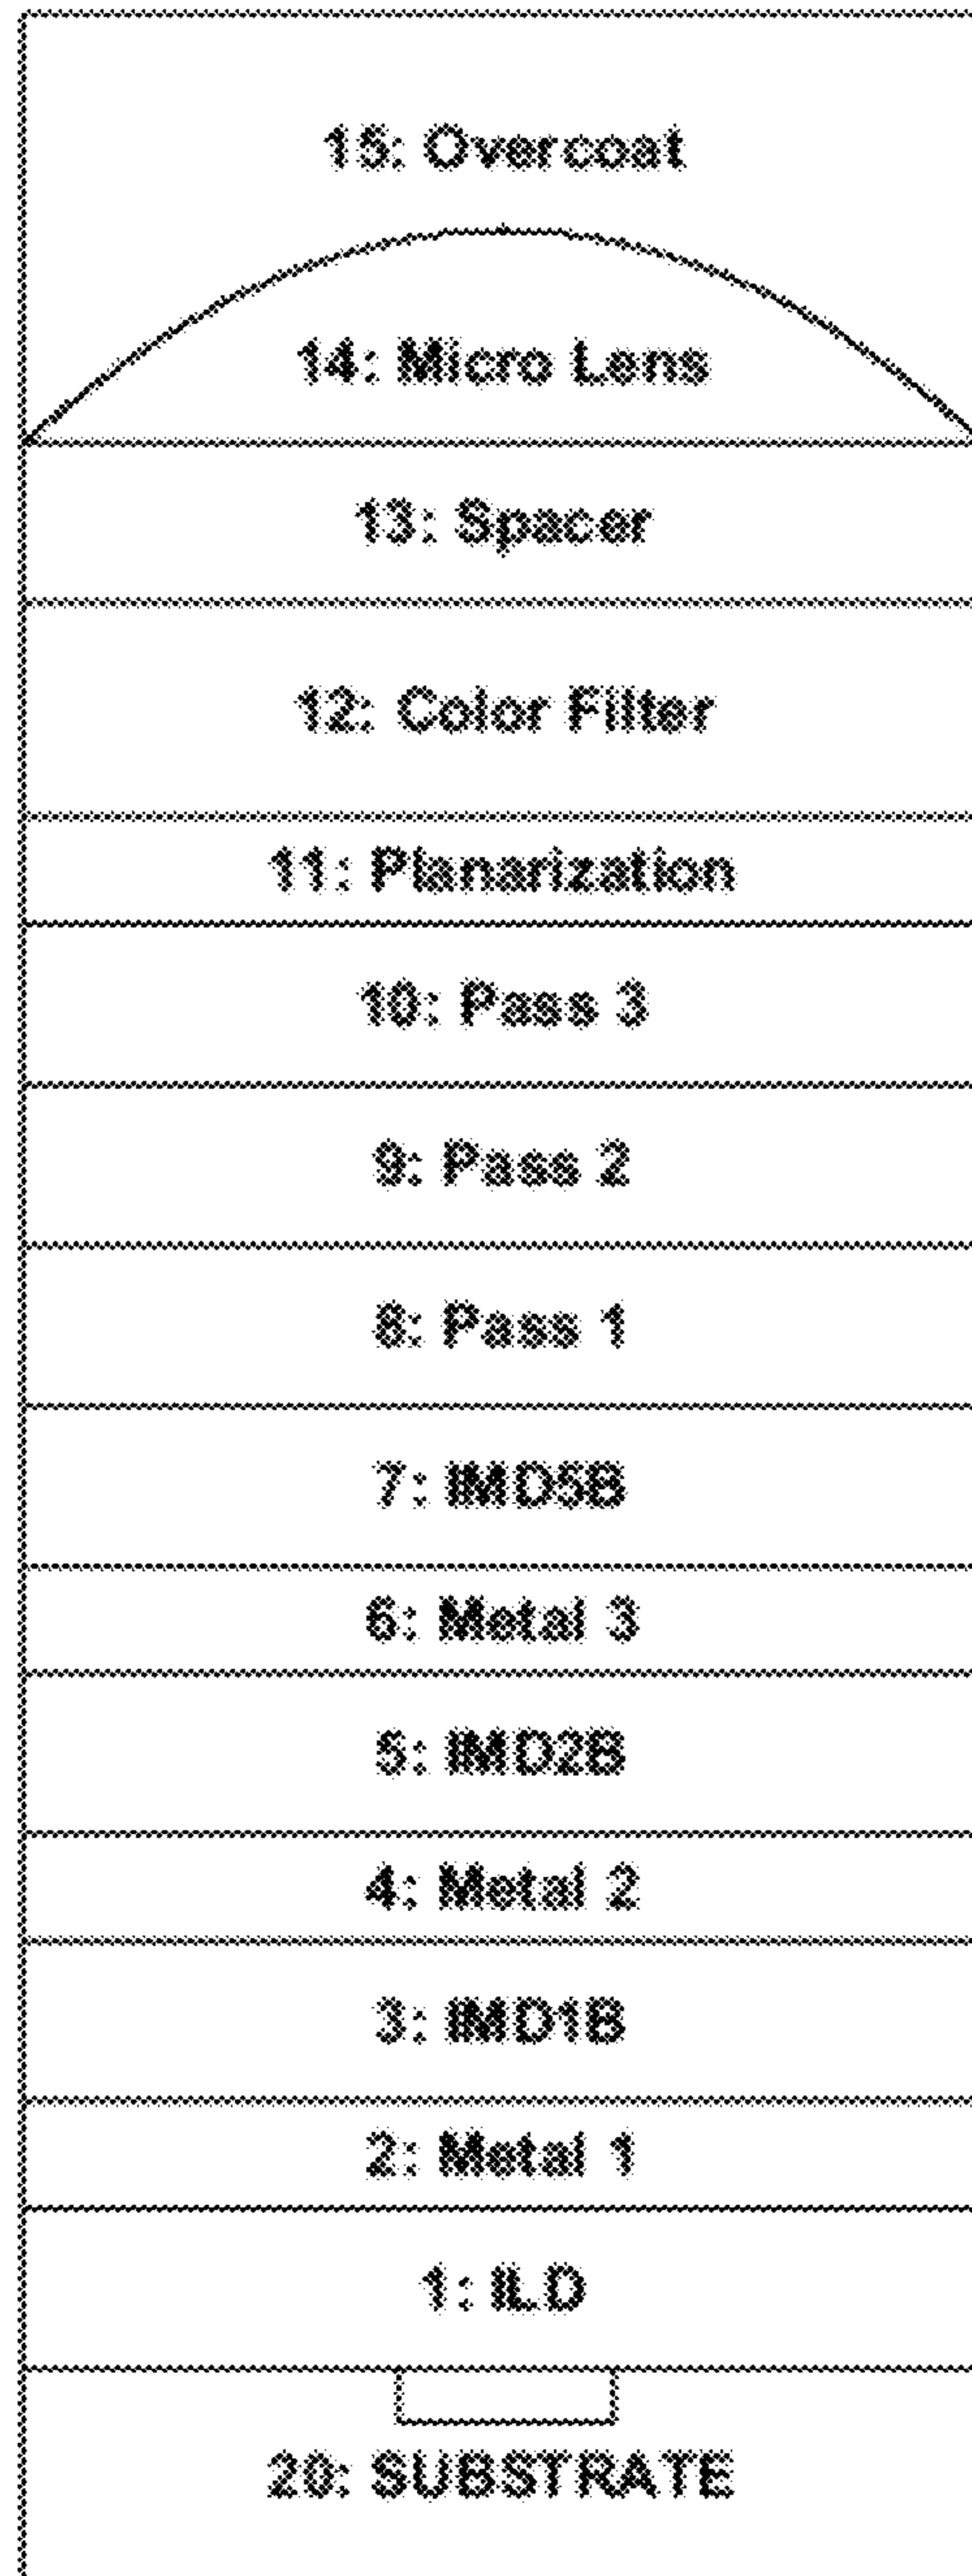 15: Overcoat
14: Micro Lens
13: Spacer
12: Color Filter
11: Planarization
10: Pass 3
9: Pass 2
8: Pass 1
7: IMD5B
6: Metal 3
5: IMD2B
4: Metal 2
3: IMD1B
2: Metal 1
1: ILD
20: SUBSTRATE